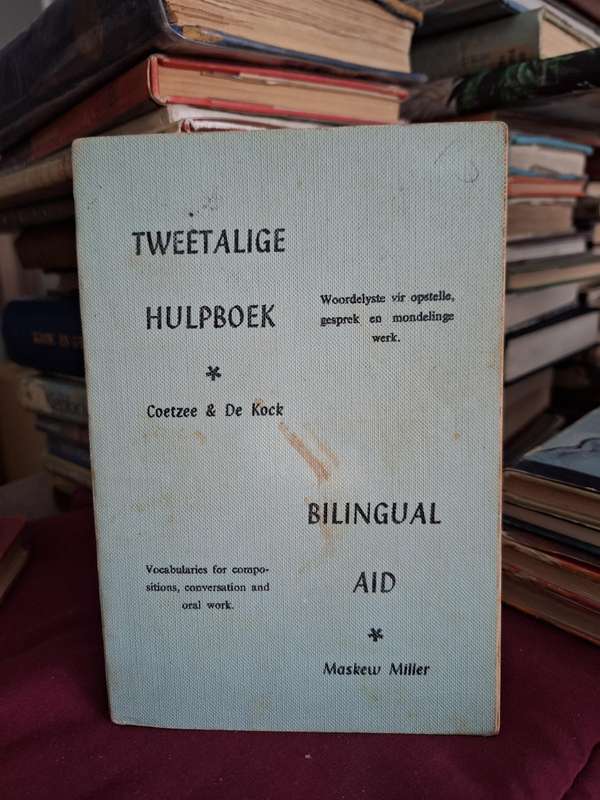 TWEETALIGE
HULPBOEK
*
Coetzee & De Kock
Woordelyste vir opstelle,
gesprek en mondelinge
werk.
BILINGUAL
AID
*
Maskew Miller
Vocabularies for compo-
sitions, conversation and
oral work.